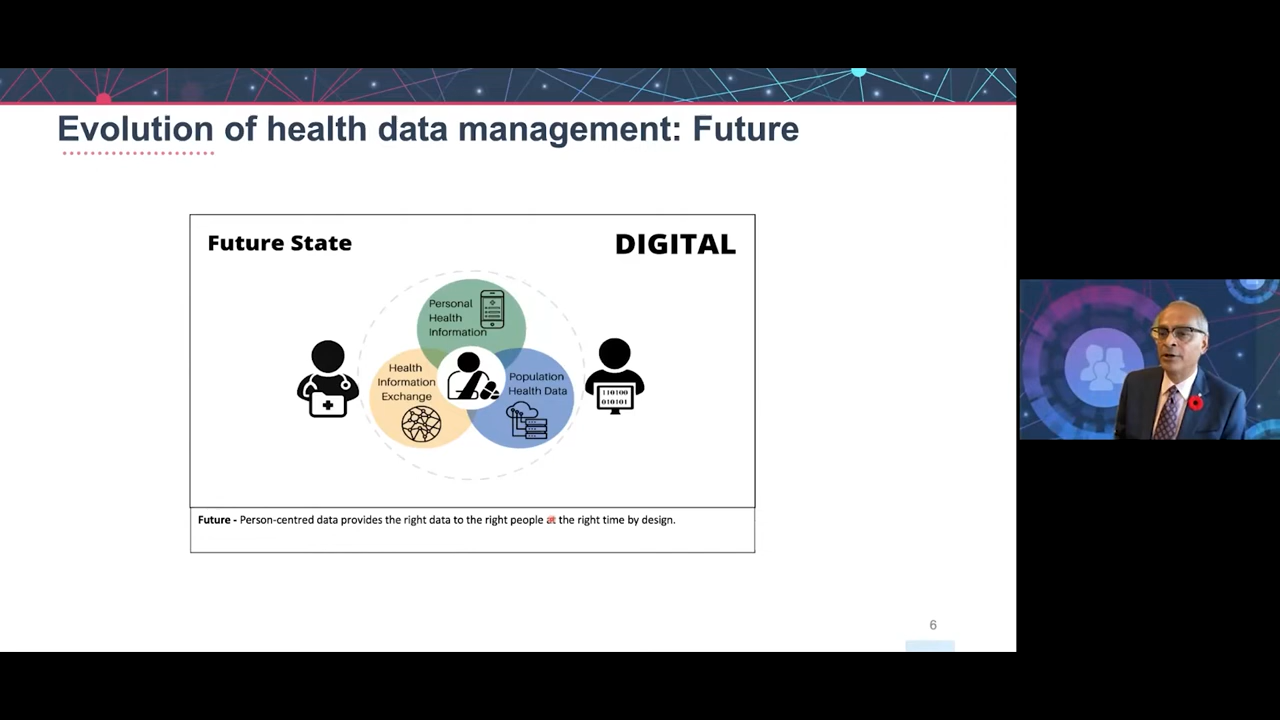 Evolution of health data management: Future
Future State
DIGITAL
Personal
Health
Information
Health
Information
Exchange
Population
Health Data
110100
010101
Future - Person-centred data provides the right data to the right people at the right time by design.
6